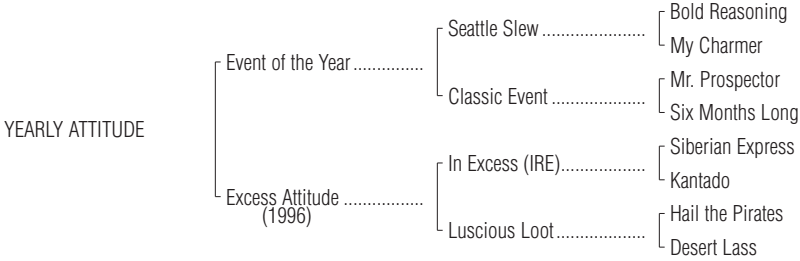 Bold Reasoning
Seattle Slew ......................
My Charmer
Event of the Year ...............
Mr. Prospector
Classic Event ....................
Six Months Long
YEARLY ATTITUDE
Siberian Express
In Excess (IRE)..................
Kantado
Excess Attitude .................
(1996)
Hail the Pirates
Luscious Loot...................
Desert Lass